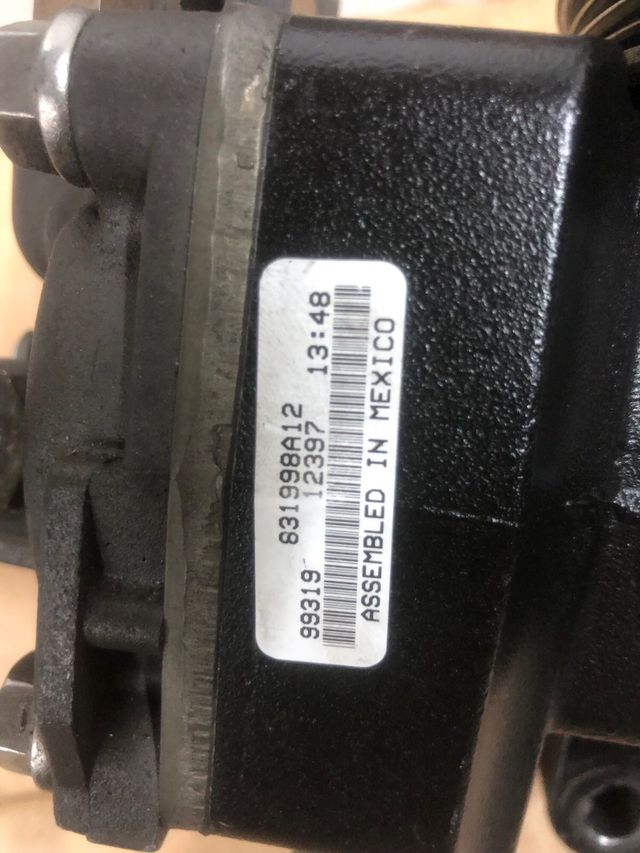 831998A12
99319 12397 13:48
ASSEMBLED IN MEXICO